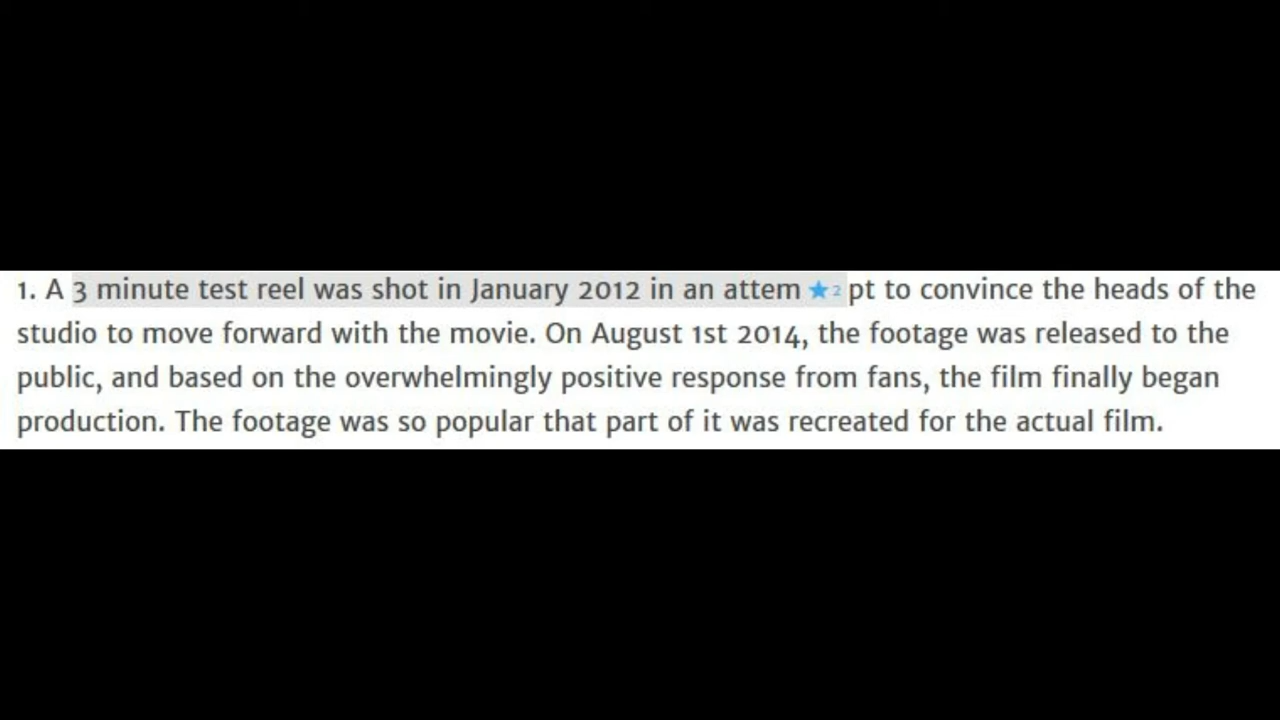 1. A 3 minute test reel was shot in January 2012 in an attem ★2 pt to convince the heads of the
studio to move forward with the movie. On August 1st 2014, the footage was released to the
public, and based on the overwhelmingly positive response from fans, the film finally began
production. The footage was so popular that part of it was recreated for the actual film.